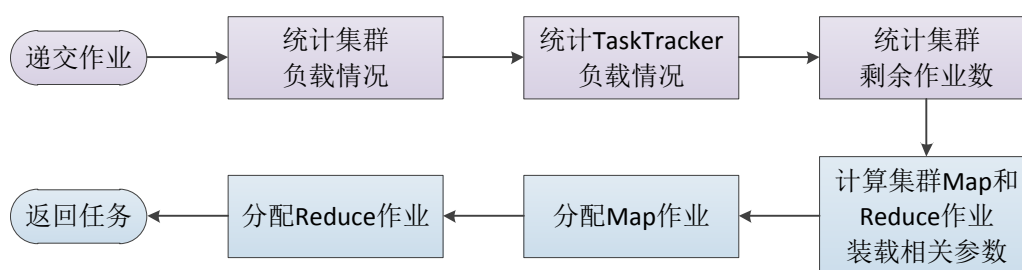 递交作业
统计集群
负载情况
统计TaskTracker
负载情况
统计集群
剩余作业数
计算集群Map和
Reduce作业
装载相关参数
分配Map作业
分配Reduce作业
返回任务